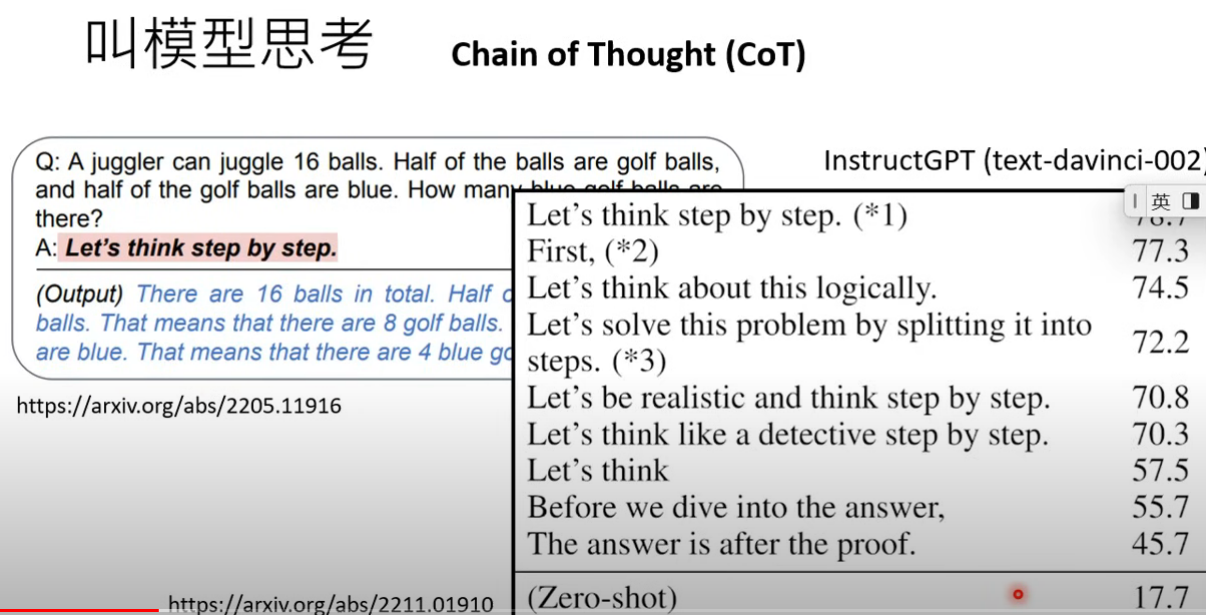 叫模型思考
Chain of Thought (CoT)
Q: A juggler can juggle 16 balls. Half of the balls are golf balls,
and half of the golf balls are blue. How many blue golf balls are
there?
A: Let's think step by step.
(Output) There are 16 balls in total. Half
balls. That means that there are 8 golf balls.
are blue. That means that there are 4 blue
https://arxiv.org/abs/2205.11916
InstructGPT (text-davinci-002)
英
Let's think step by step. (*1)
First, (*2) 77.3
Let's think about this logically. 74.5
Let's solve this problem by splitting it into
steps. (*3) 72.2
Let's be realistic and think step by step. 70.8
Let's think like a detective step by step. 70.3
Let's think 57.5
Before we dive into the answer, 55.7
The answer is after the proof. 45.7
(Zero-shot) 17.7
https://arxiv.org/abs/2211.01910